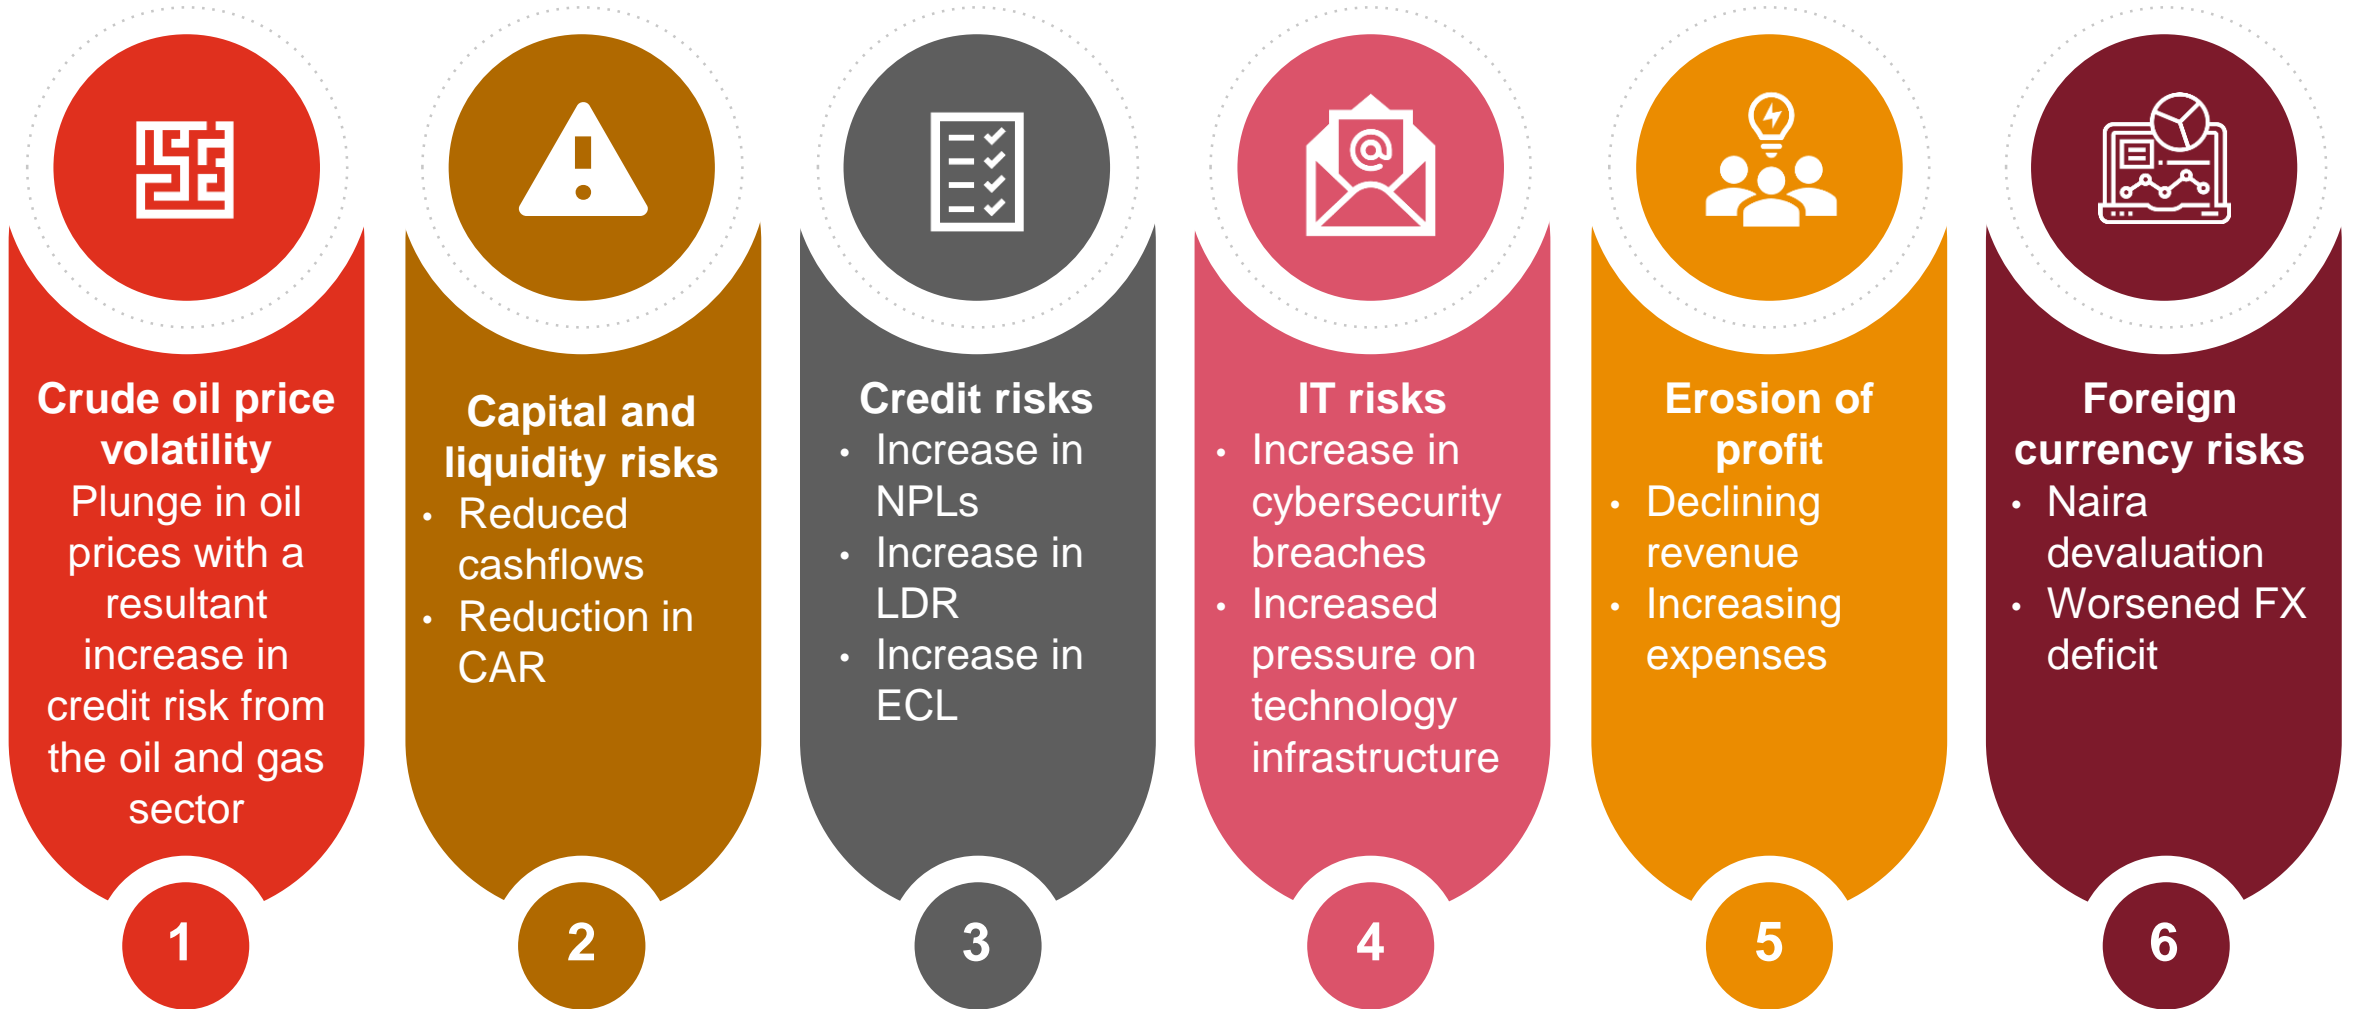 Crude oil price
volatility
Plunge in oil
prices with a
resultant
increase in
credit risk from
the oil and gas
sector
1
Capital and
liquidity risks
• Reduced
cashflows
• Reduction in
CAR
2
Credit risks
• Increase in
NPLs
• Increase in
LDR
• Increase in
ECL
3
IT risks
• Increase in
cybersecurity
breaches
• Increased
pressure on
technology
infrastructure
4
Erosion of
profit
• Declining
revenue
• Increasing
expenses
5
Foreign
currency risks
• Naira
devaluation
• Worsened FX
deficit
6